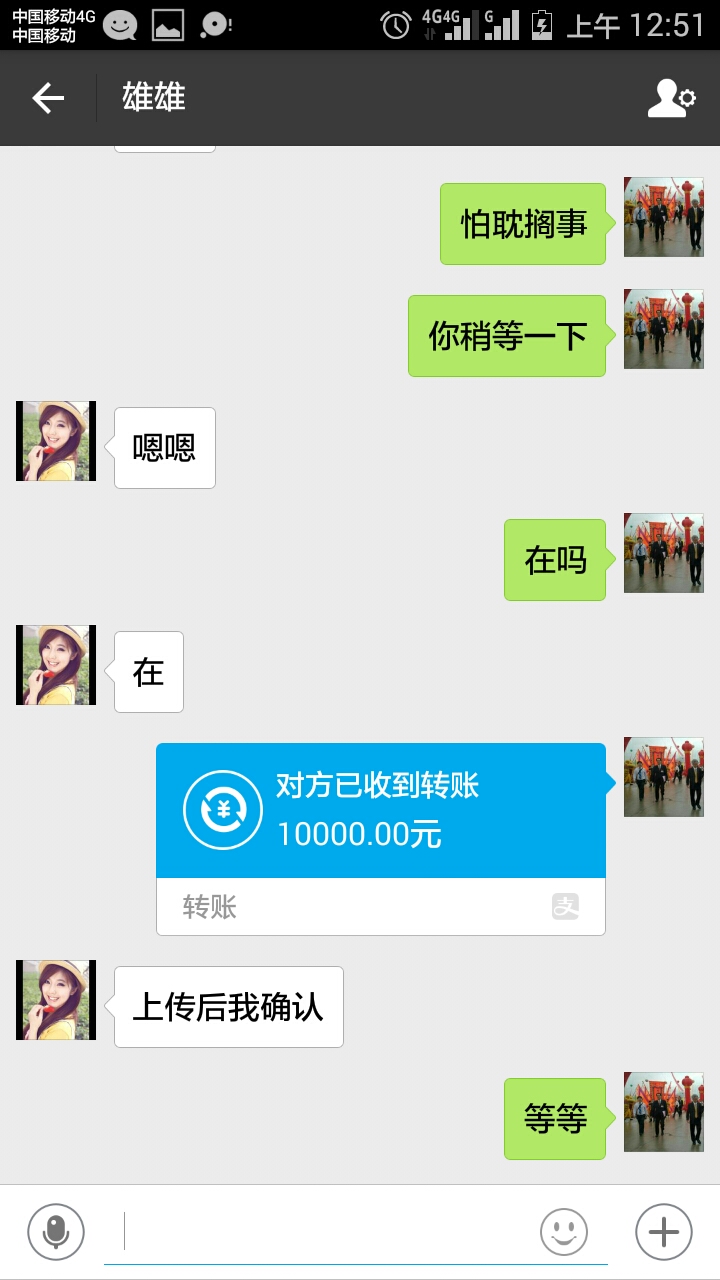 中国移动4G
中国移动
4G4G
G
上午 12:51
雄雄
怕耽搁事
你稍等一下
嗯嗯
在吗
在
对方已收到转账
10000.00元
转账
支
上传后我确认
等等